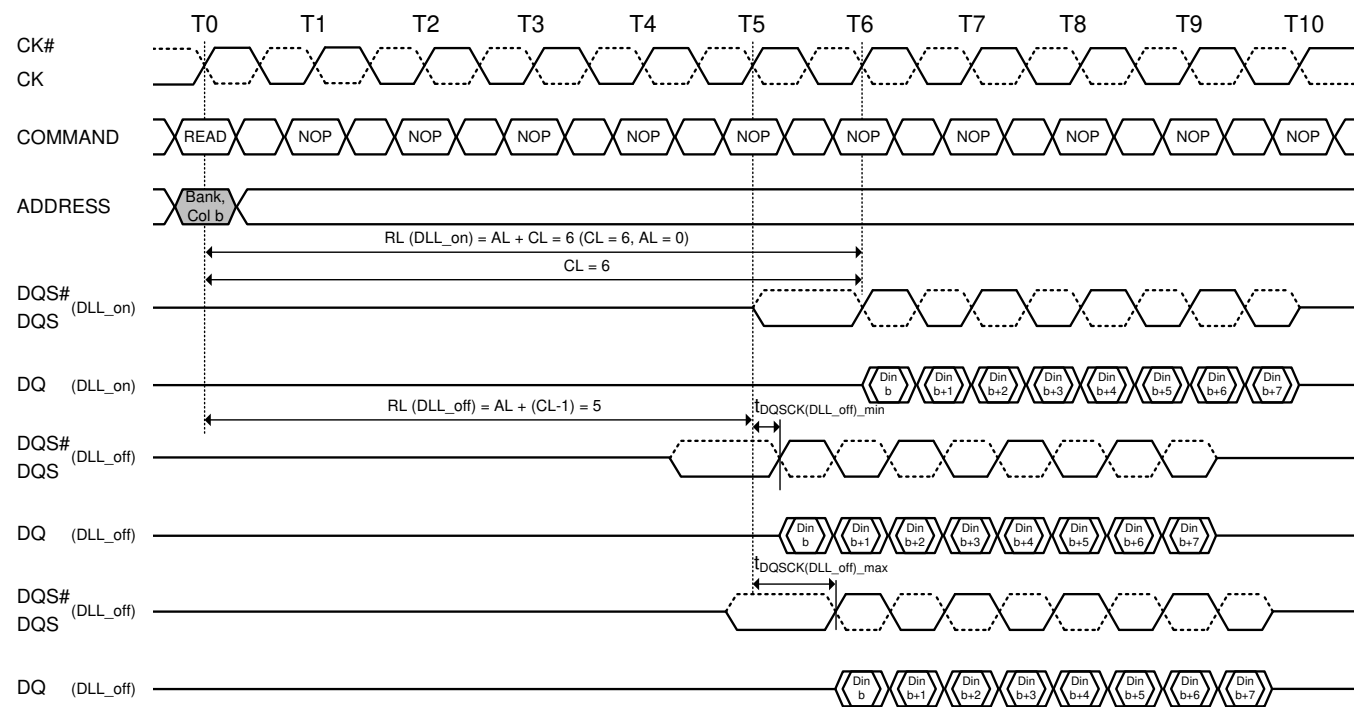 T0 T1 T2 T3 T4 T5 T6 T7 T8 T9 T10
CK#
CK
COMMAND READ NOP NOP NOP NOP NOP NOP NOP NOP NOP NOP
ADDRESS Bank,
Col b
RL (DLL_on) = AL + CL = 6 (CL = 6, AL = 0)
CL = 6
DQS# (DLL_on)
DQS
DQ (DLL_on) Din b Din b+1 Din b+2 Din b+3 Din b+4 Din b+5 Din b+6 Din b+7
RL (DLL_off) = AL + (CL-1) = 5 tDQSCK(DLL_off)_min
DQS# (DLL_off)
DQS
DQ (DLL_off) Din b Din b+1 Din b+2 Din b+3 Din b+4 Din b+5 Din b+6 Din b+7
tDQSCK(DLL_off)_max
DQS# (DLL_off)
DQS
DQ (DLL_off) Din b Din b+1 Din b+2 Din b+3 Din b+4 Din b+5 Din b+6 Din b+7